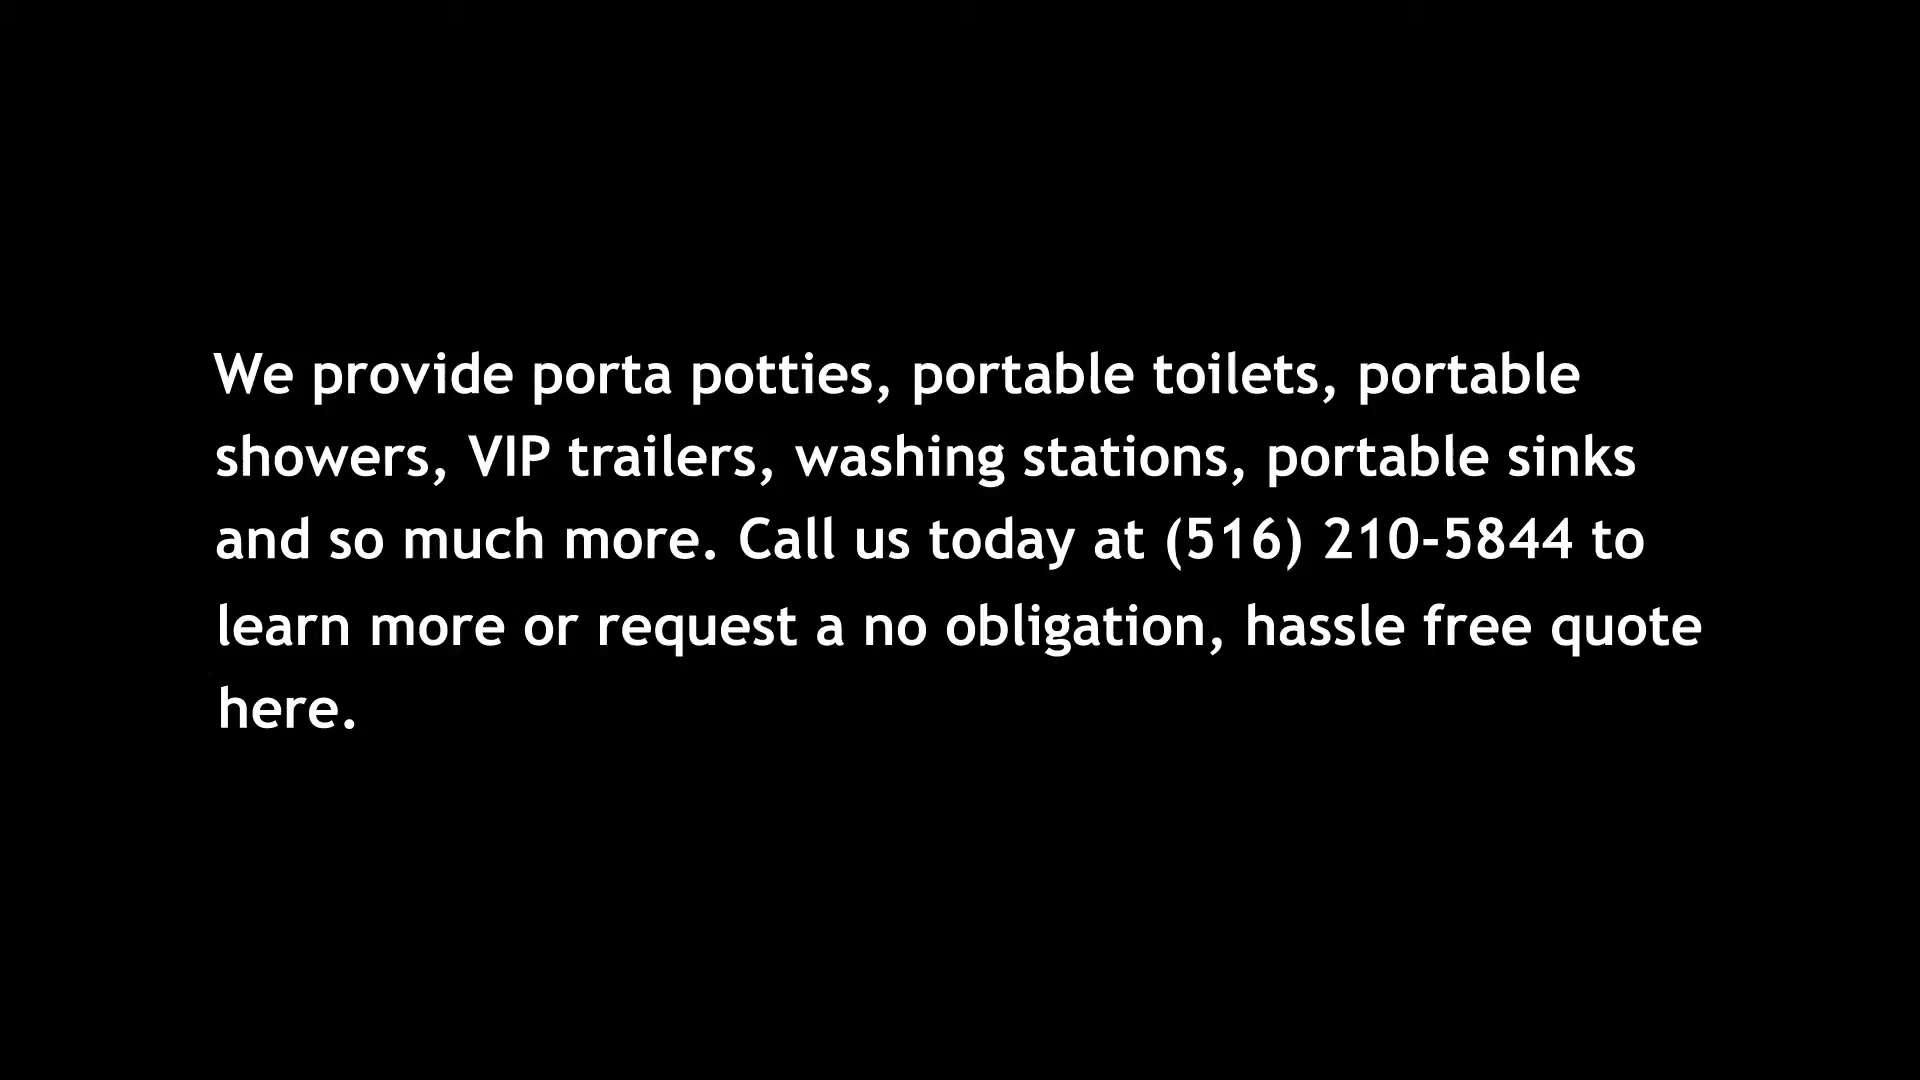 We provide porta potties, portable toilets, portable
showers, VIP trailers, washing stations, portable sinks
and so much more. Call us today at (516) 210-5844 to
learn more or request a no obligation, hassle free quote
here.